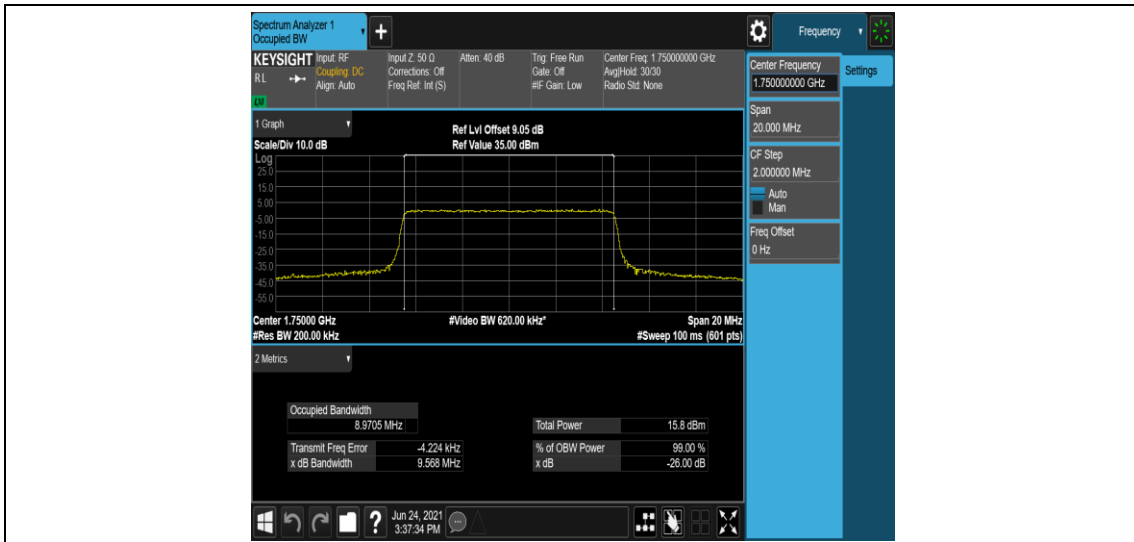 Spectrum Analyzer 1
Occupied BW
Frequency
KEYSIGHT
RL
LXI
Input: RF
Coupling: DC
Align: Auto
Input Z: 50 Ω
Corrections: Off
Freq Ref: Int (S)
Atten: 40 dB
Trig: Free Run
Gate: Off
#IF Gain: Low
Center Freq: 1.750000000 GHz
Avg|Hold: 30/30
Radio Std: None
Center Frequency
1.750000000 GHz
Settings
Span
20.000 MHz
CF Step
2.000000 MHz
Auto
Man
Freq Offset
0 Hz
1 Graph
Scale/Div 10.0 dB
Ref Lvl Offset 9.05 dB
Ref Value 35.00 dBm
Log
25.0
15.0
5.00
-5.00
-15.0
-25.0
-35.0
-45.0
-55.0
Center 1.75000 GHz
#Video BW 620.00 kHz*
Span 20 MHz
#Res BW 200.00 kHz
#Sweep 100 ms (601 pts)
2 Metrics
Occupied Bandwidth
8.9705 MHz
Total Power 15.8 dBm
Transmit Freq Error -4.224 kHz
% of OBW Power 99.00 %
x dB Bandwidth 9.568 MHz
x dB -26.00 dB
?
Jun 24, 2021
3:37:34 PM